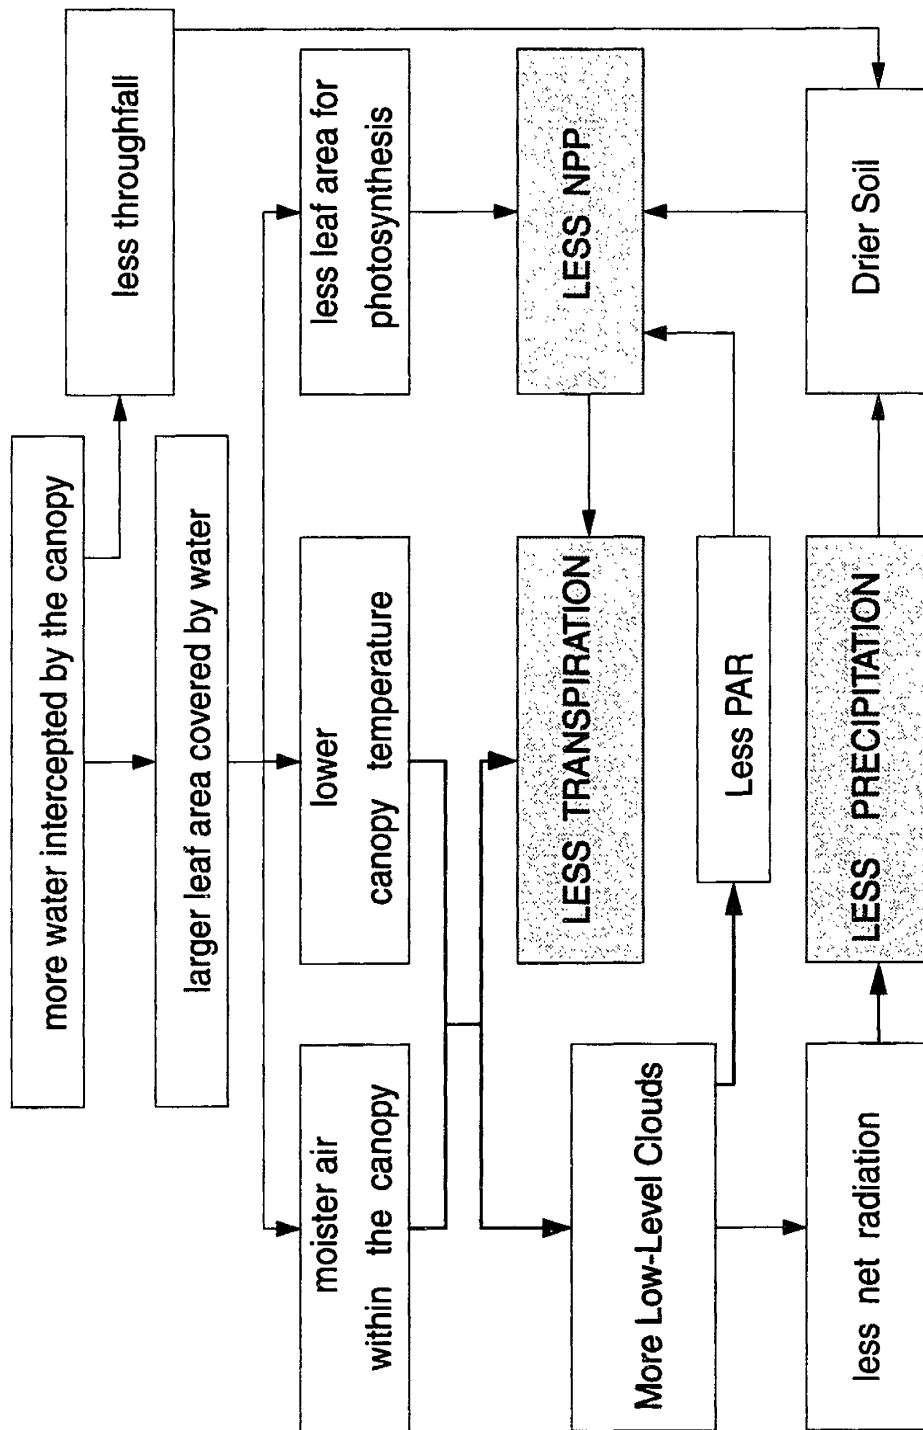 more water intercepted by the canopy
less throughfall
larger leaf area covered by water
moister air
within the canopy
lower
canopy temperature
less leaf area for
photosynthesis
LESS TRANSPIRATION
LESS NPP
More Low-Level Clouds
Less PAR
less net radiation
LESS PRECIPITATION
Drier Soil